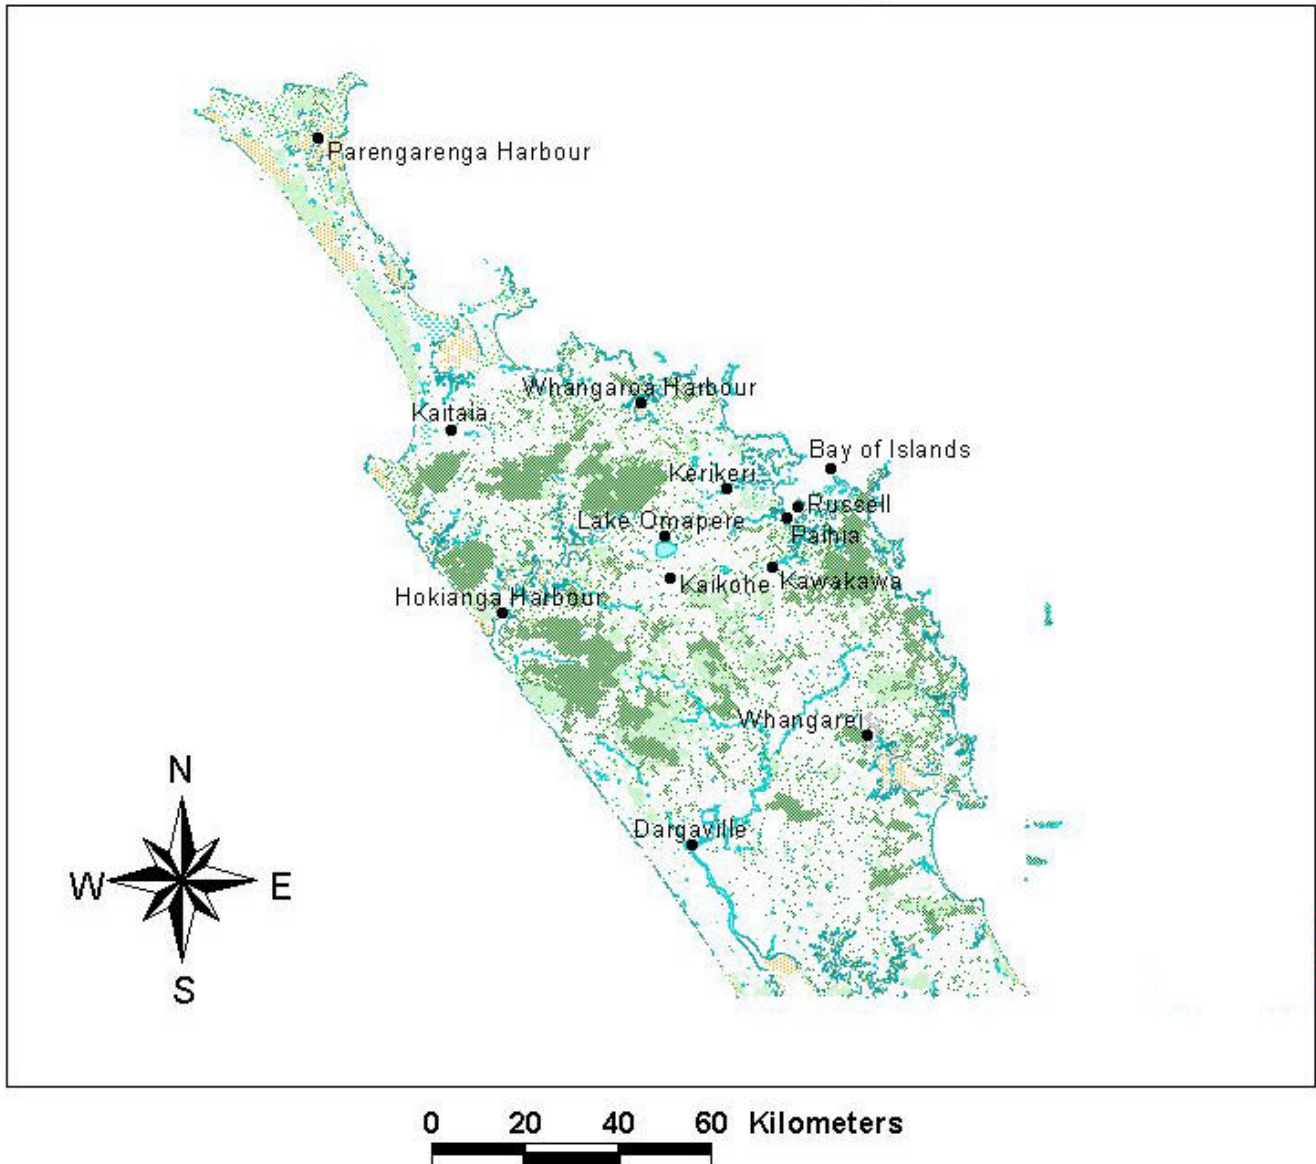 Parengarenga Harbour
Whangaroa Harbour
Kaitaia
Bay of Islands
Kerikeri
Russell
Lake Omapere
Paihia
Kaikohe
Kawakawa
Hokianga Harbour
Whangarei
N
Dargaville
W E
S
0 20 40 60 Kilometers